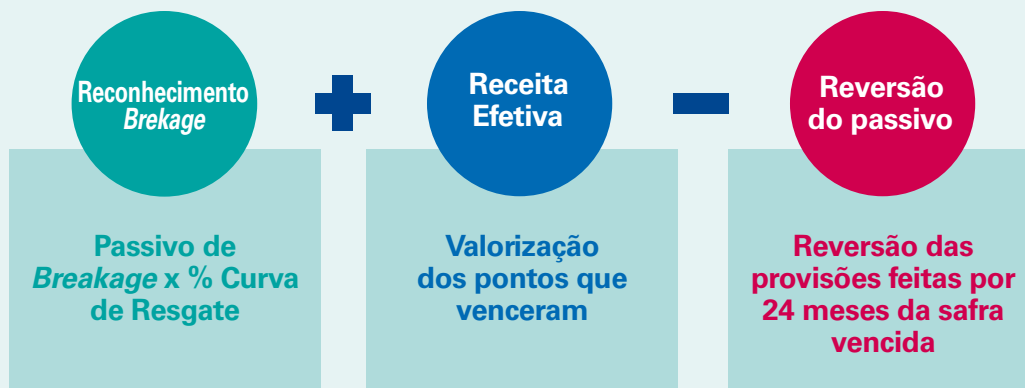 Reconhecimento
Brekage
+
Receita
Efetiva
−
Reversão
do passivo
Passivo de
Breakage x % Curva
de Resgate
Valorização
dos pontos que
venceram
Reversão das
provisões feitas por
24 meses da safra
vencida